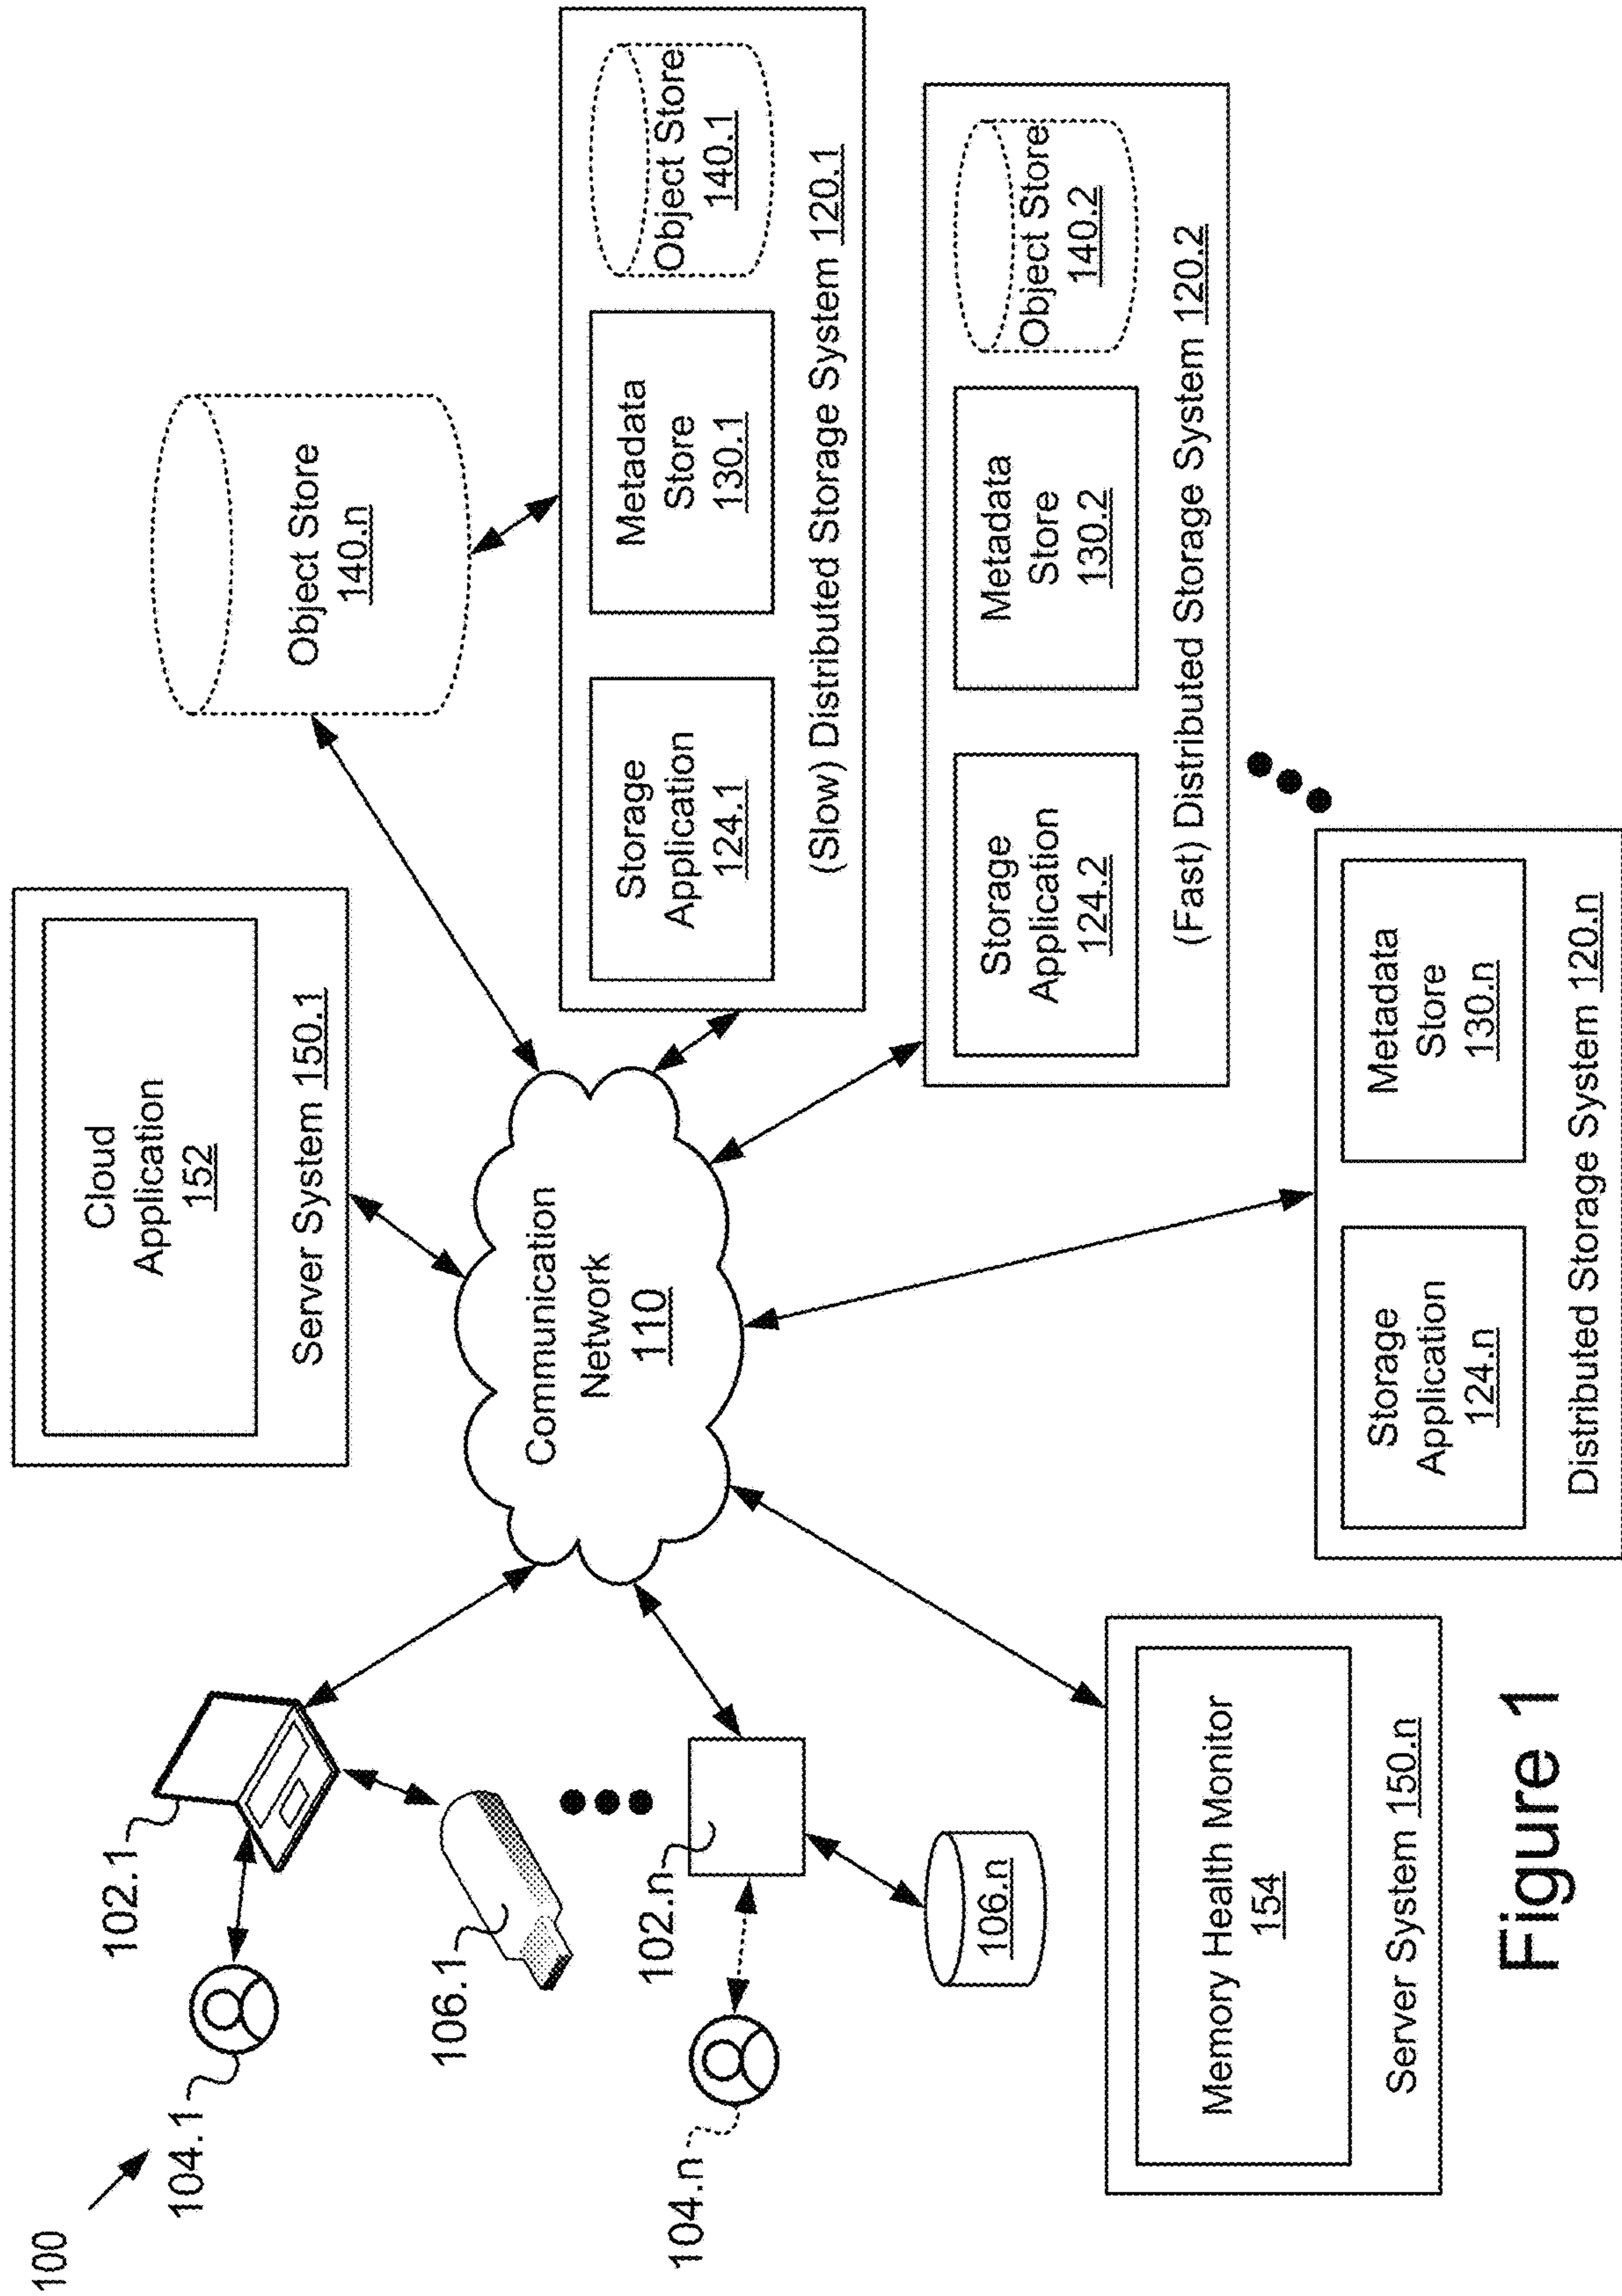 100
104.1
102.1
106.1
104.n
102.n
106.n
Cloud
Application
152
Server System 150.1
Communication
Network
110
Object Store
140.n
Storage
Application
124.1
Metadata
Store
130.1
Object Store
140.1
(Slow) Distributed Storage System 120.1
Storage
Application
124.2
Metadata
Store
130.2
Object Store
140.2
(Fast) Distributed Storage System 120.2
Storage
Application
124.n
Metadata
Store
130.n
Distributed Storage System 120.n
Memory Health Monitor
154
Server System 150.n
Figure 1